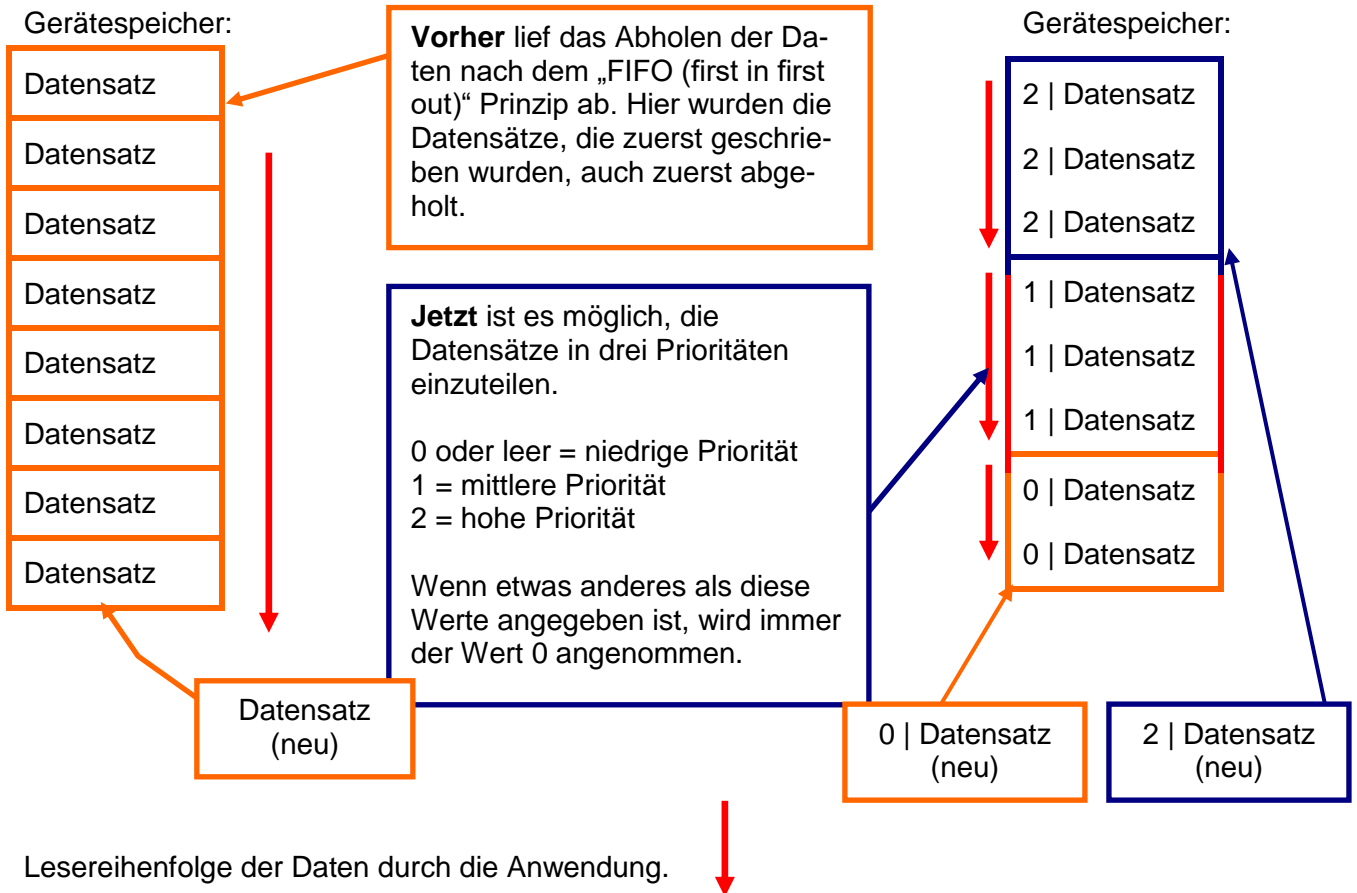 Gerätespeicher:
Datensatz
Datensatz
Datensatz
Datensatz
Datensatz
Datensatz
Datensatz
Datensatz
Datensatz
(neu)
Vorher lief das Abholen der Da-
ten nach dem „FIFO (first in first
out)“ Prinzip ab. Hier wurden die
Datensätze, die zuerst geschrie-
ben wurden, auch zuerst abge-
holt.
Jetzt ist es möglich, die
Datensätze in drei Prioritäten
einzuteilen.
0 oder leer = niedrige Priorität
1 = mittlere Priorität
2 = hohe Priorität
Wenn etwas anderes als diese
Werte angegeben ist, wird immer
der Wert 0 angenommen.
Gerätespeicher:
2 | Datensatz
2 | Datensatz
2 | Datensatz
1 | Datensatz
1 | Datensatz
1 | Datensatz
0 | Datensatz
0 | Datensatz
0 | Datensatz
(neu)
2 | Datensatz
(neu)
Lesereihenfolge der Daten durch die Anwendung.